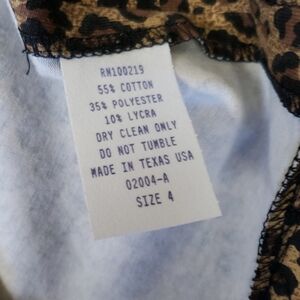 RN100219
55% COTTON
35% POLYESTER
10% LYCRA
DRY CLEAN ONLY
DO NOT TUMBLE
MADE IN TEXAS USA
02004-A
SIZE 4